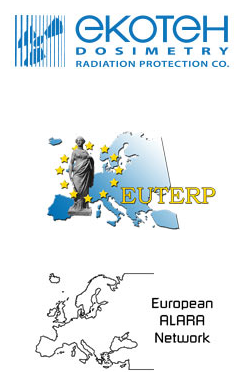 EKOTEH
DOSIMETRY
RADIATION PROTECTION CO.
EUTERP
European
ALARA
Network